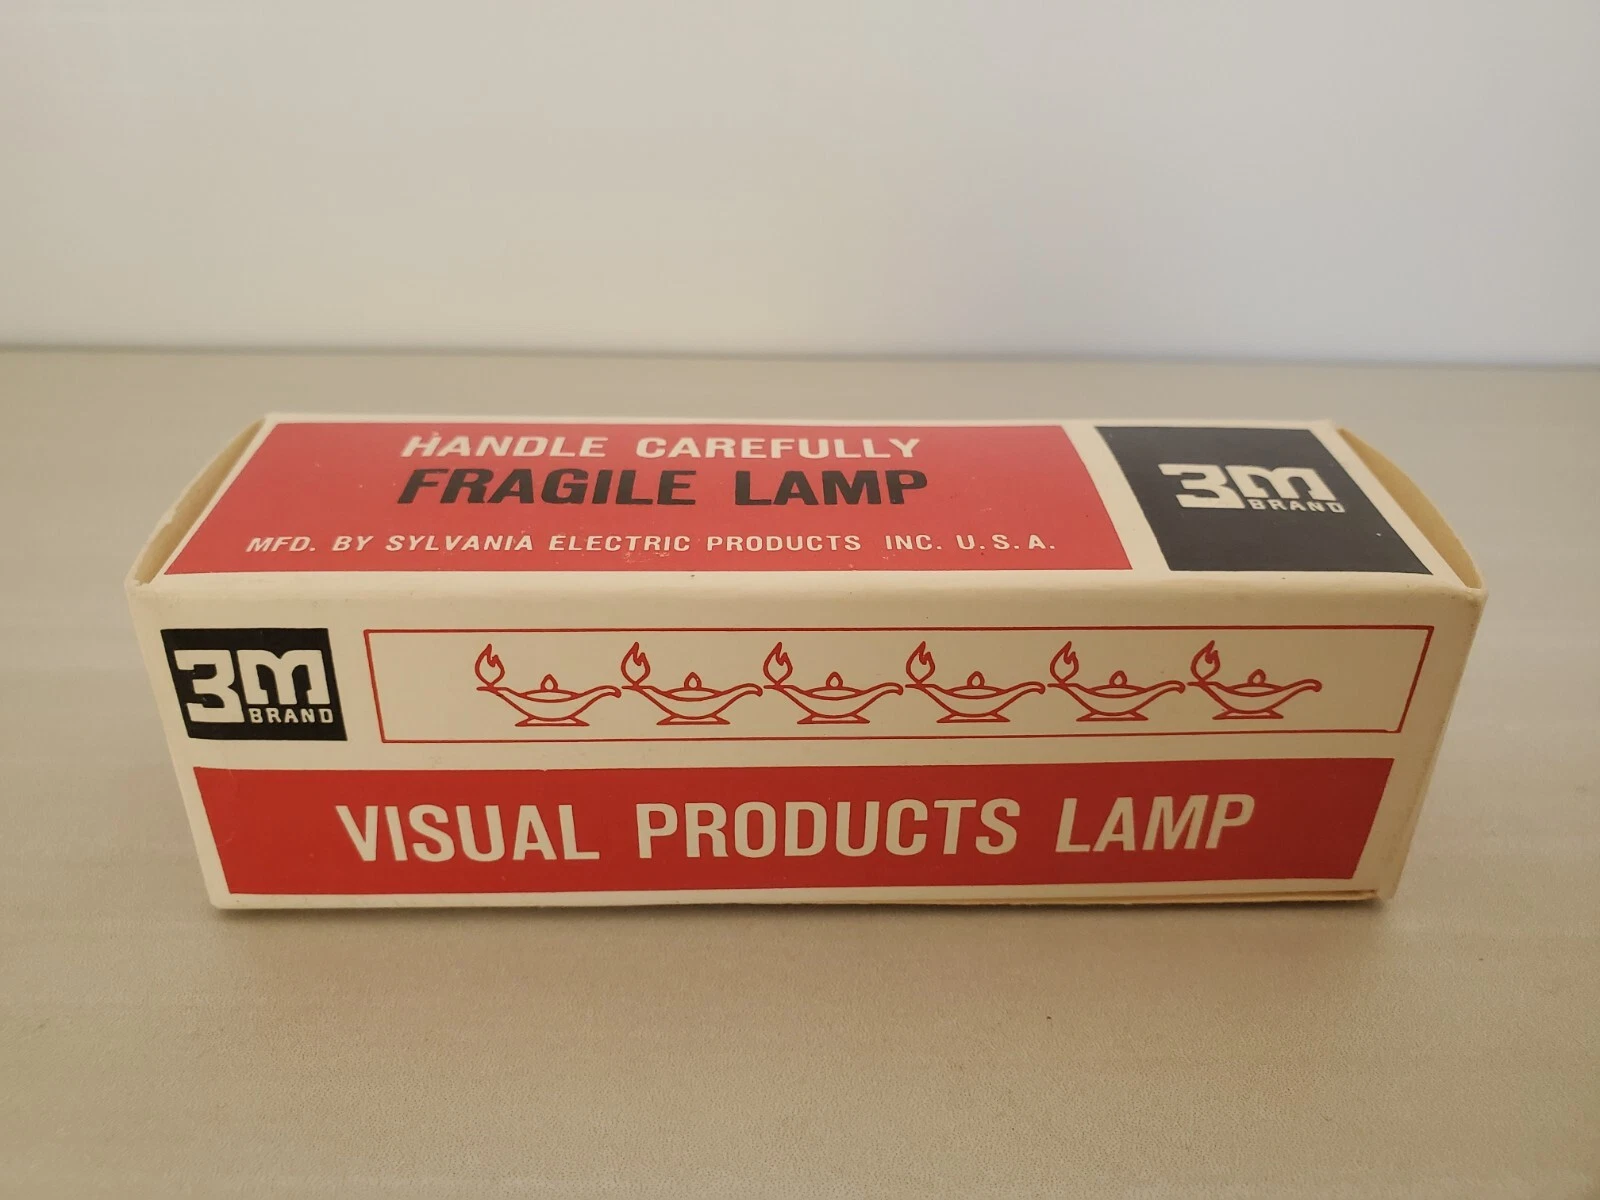 HANDLE CAREFULLY
FRAGILE LAMP
MFD. BY SYLVANIA ELECTRIC PRODUCTS INC. U.S.A.
3M
BRAND
3M
BRAND
VISUAL PRODUCTS LAMP